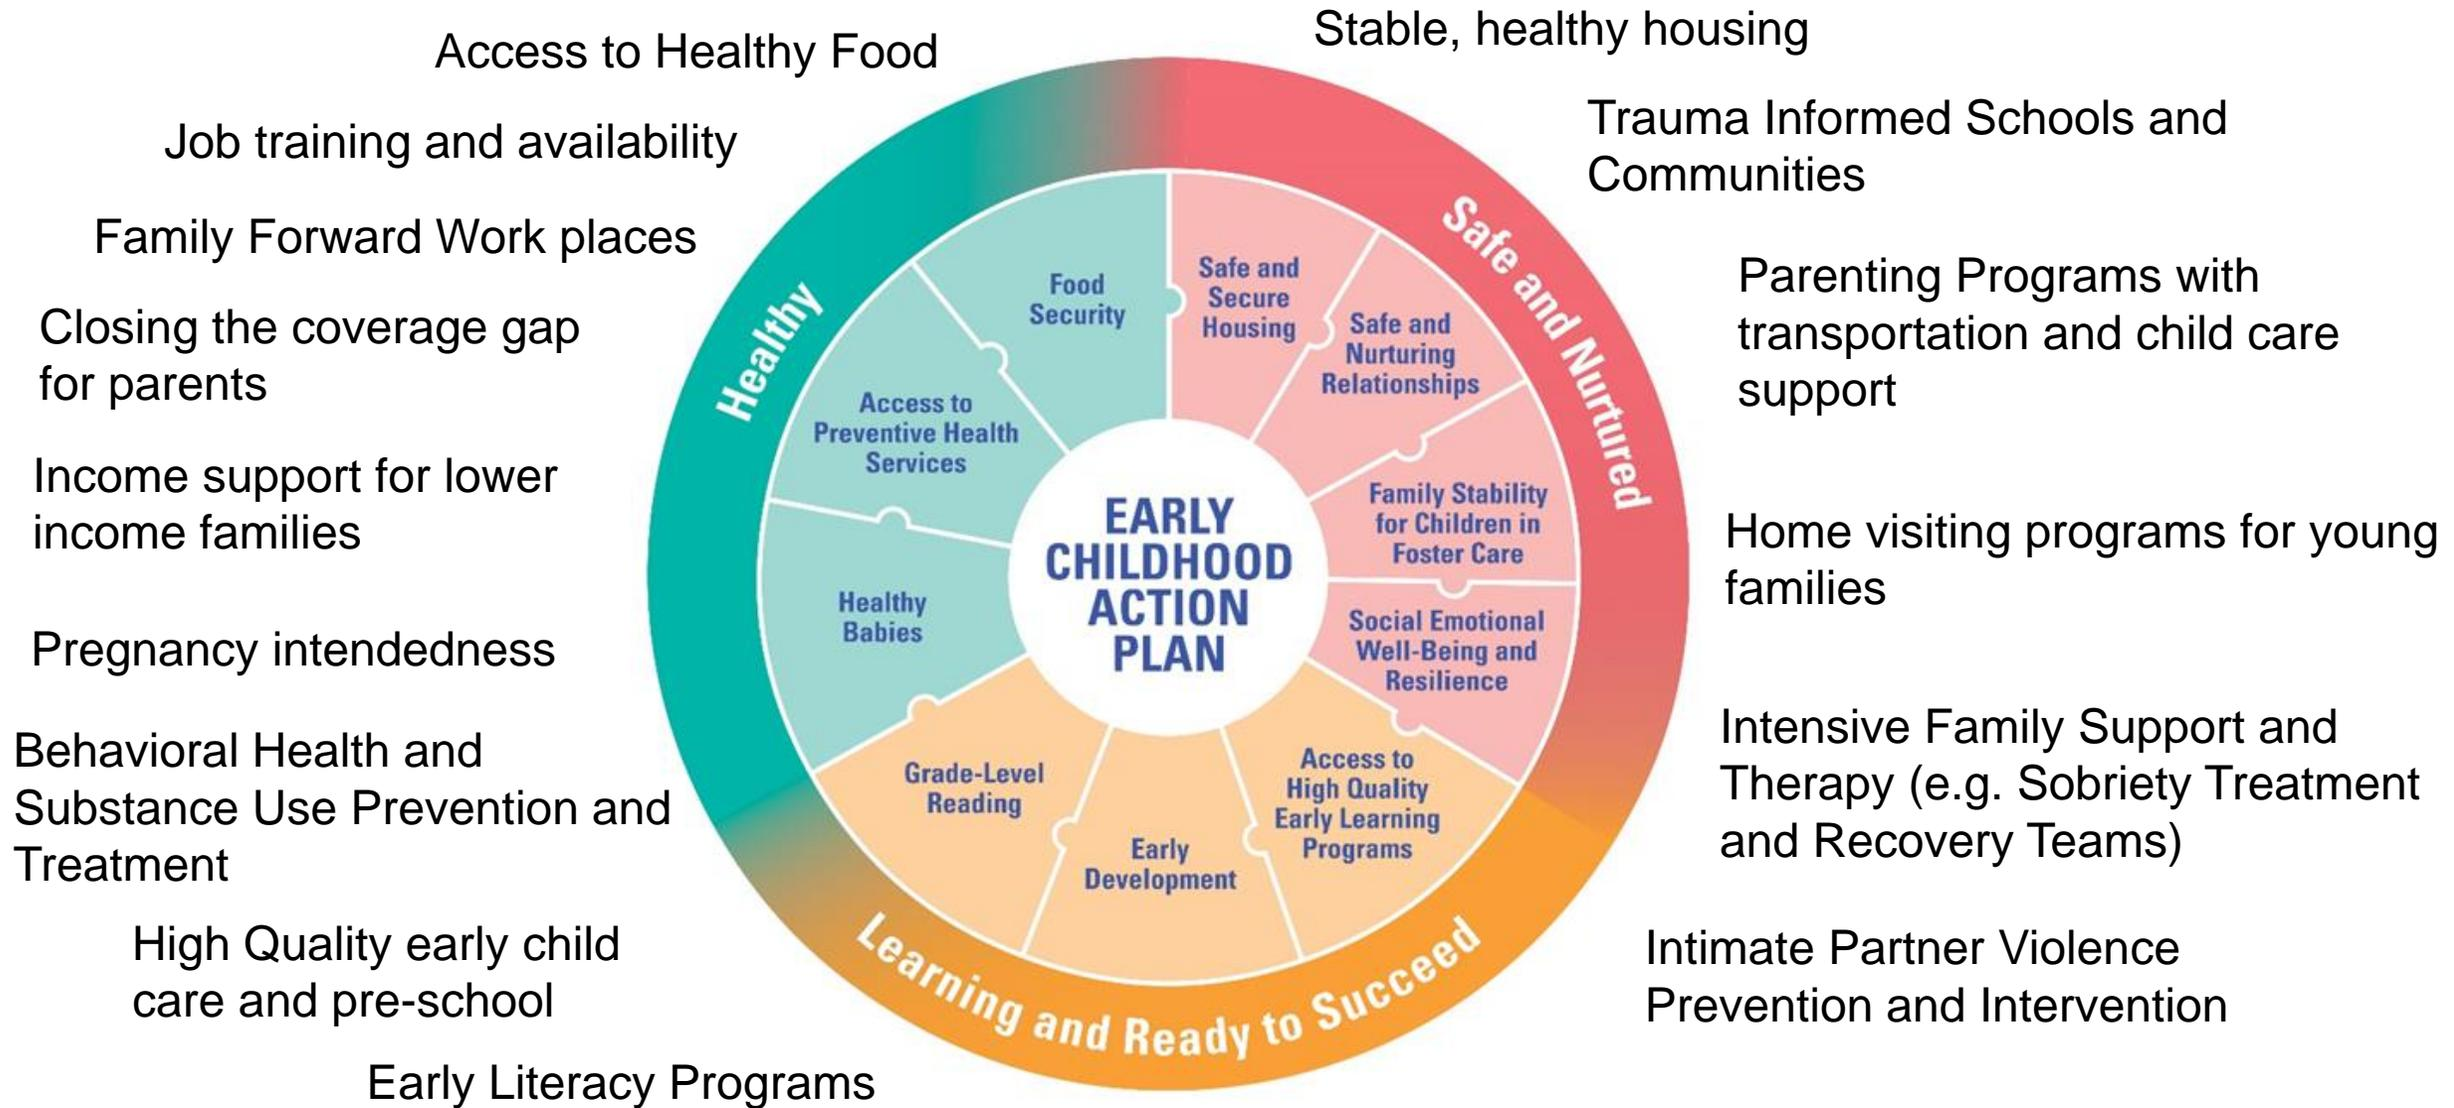 Access to Healthy Food
Job training and availability
Family Forward Work places
Closing the coverage gap
for parents
Income support for lower
income families
Pregnancy intendedness
Behavioral Health and
Substance Use Prevention and
Treatment
High Quality early child
care and pre-school
Early Literacy Programs
Healthy
Food
Security
Access to
Preventive Health
Services
Healthy
Babies
EARLY
CHILDHOOD
ACTION
PLAN
Safe and Nurtured
Safe and
Secure
Housing
Safe and
Nurturing
Relationships
Family Stability
for Children in
Foster Care
Social Emotional
Well-Being and
Resilience
Learning and Ready to Succeed
Grade-Level
Reading
Early
Development
Access to
High Quality
Early Learning
Programs
Stable, healthy housing
Trauma Informed Schools and
Communities
Parenting Programs with
transportation and child care
support
Home visiting programs for young
families
Intensive Family Support and
Therapy (e.g. Sobriety Treatment
and Recovery Teams)
Intimate Partner Violence
Prevention and Intervention